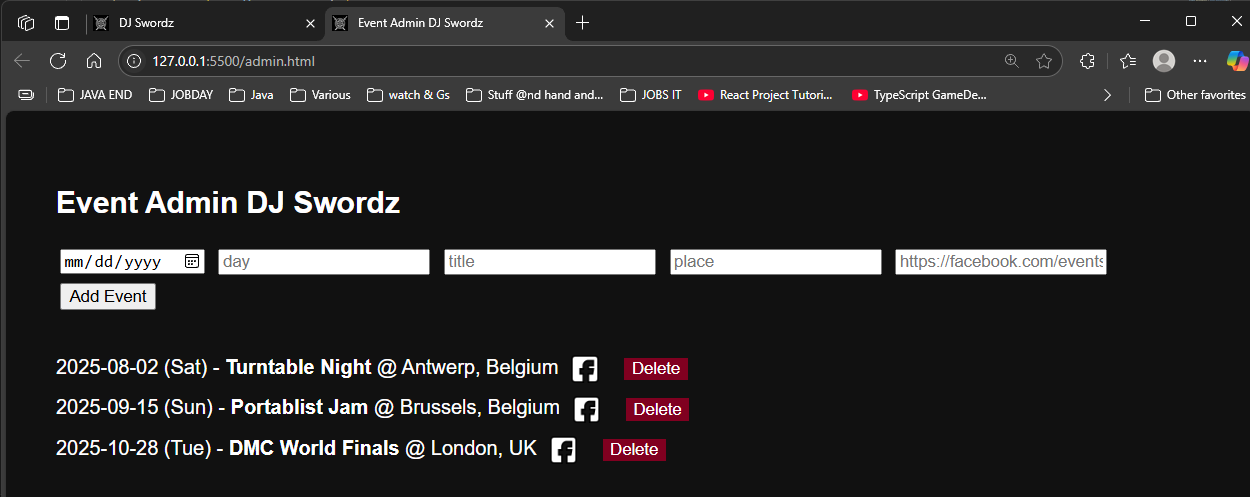 DJ Swordz
Event Admin DJ Swordz
127.0.0.1:5500/admin.html
JAVA END JOBDAY Java Various watch & Gs Stuff @nd hand and... JOBS IT React Project Tutori... TypeScript GameDe... Other favorites
Event Admin DJ Swordz
mm/dd/yyyy day title place https://facebook.com/events
Add Event
2025-08-02 (Sat) - Turntable Night @ Antwerp, Belgium Delete
2025-09-15 (Sun) - Portablist Jam @ Brussels, Belgium Delete
2025-10-28 (Tue) - DMC World Finals @ London, UK Delete